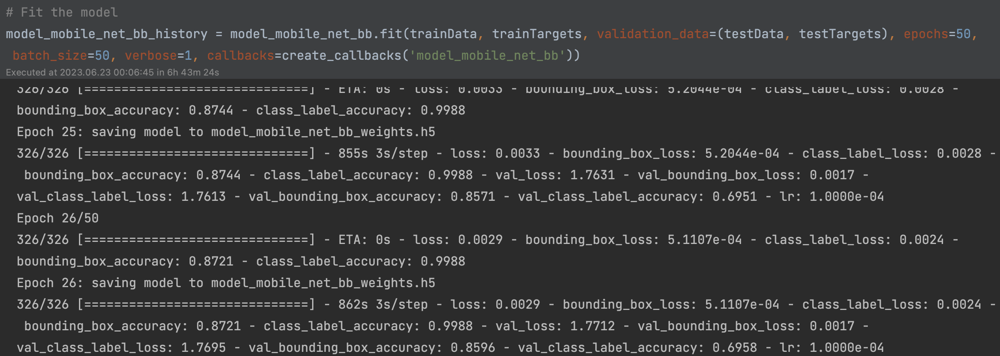 # Fit the model
model_mobile_net_bb_history = model_mobile_net_bb.fit(trainData, trainTargets, validation_data=(testData, testTargets), epochs=50,
batch_size=50, verbose=1, callbacks=create_callbacks('model_mobile_net_bb'))
Executed at 2023.06.23 00:06:45 in 6h 43m 24s
326/326 [==============================] - ETA: 0s - loss: 0.0033 - bounding_box_loss: 5.2044e-04 - class_label_loss: 0.0028 -
bounding_box_accuracy: 0.8744 - class_label_accuracy: 0.9988
Epoch 25: saving model to model_mobile_net_bb_weights.h5
326/326 [==============================] - 855s 3s/step - loss: 0.0033 - bounding_box_loss: 5.2044e-04 - class_label_loss: 0.0028 -
bounding_box_accuracy: 0.8744 - class_label_accuracy: 0.9988 - val_loss: 1.7631 - val_bounding_box_loss: 0.0017 -
val_class_label_loss: 1.7613 - val_bounding_box_accuracy: 0.8571 - val_class_label_accuracy: 0.6951 - lr: 1.0000e-04
Epoch 26/50
326/326 [==============================] - ETA: 0s - loss: 0.0029 - bounding_box_loss: 5.1107e-04 - class_label_loss: 0.0024 -
bounding_box_accuracy: 0.8721 - class_label_accuracy: 0.9988
Epoch 26: saving model to model_mobile_net_bb_weights.h5
326/326 [==============================] - 862s 3s/step - loss: 0.0029 - bounding_box_loss: 5.1107e-04 - class_label_loss: 0.0024 -
bounding_box_accuracy: 0.8721 - class_label_accuracy: 0.9988 - val_loss: 1.7712 - val_bounding_box_loss: 0.0017 -
val_class_label_loss: 1.7695 - val_bounding_box_accuracy: 0.8596 - val_class_label_accuracy: 0.6958 - lr: 1.0000e-04